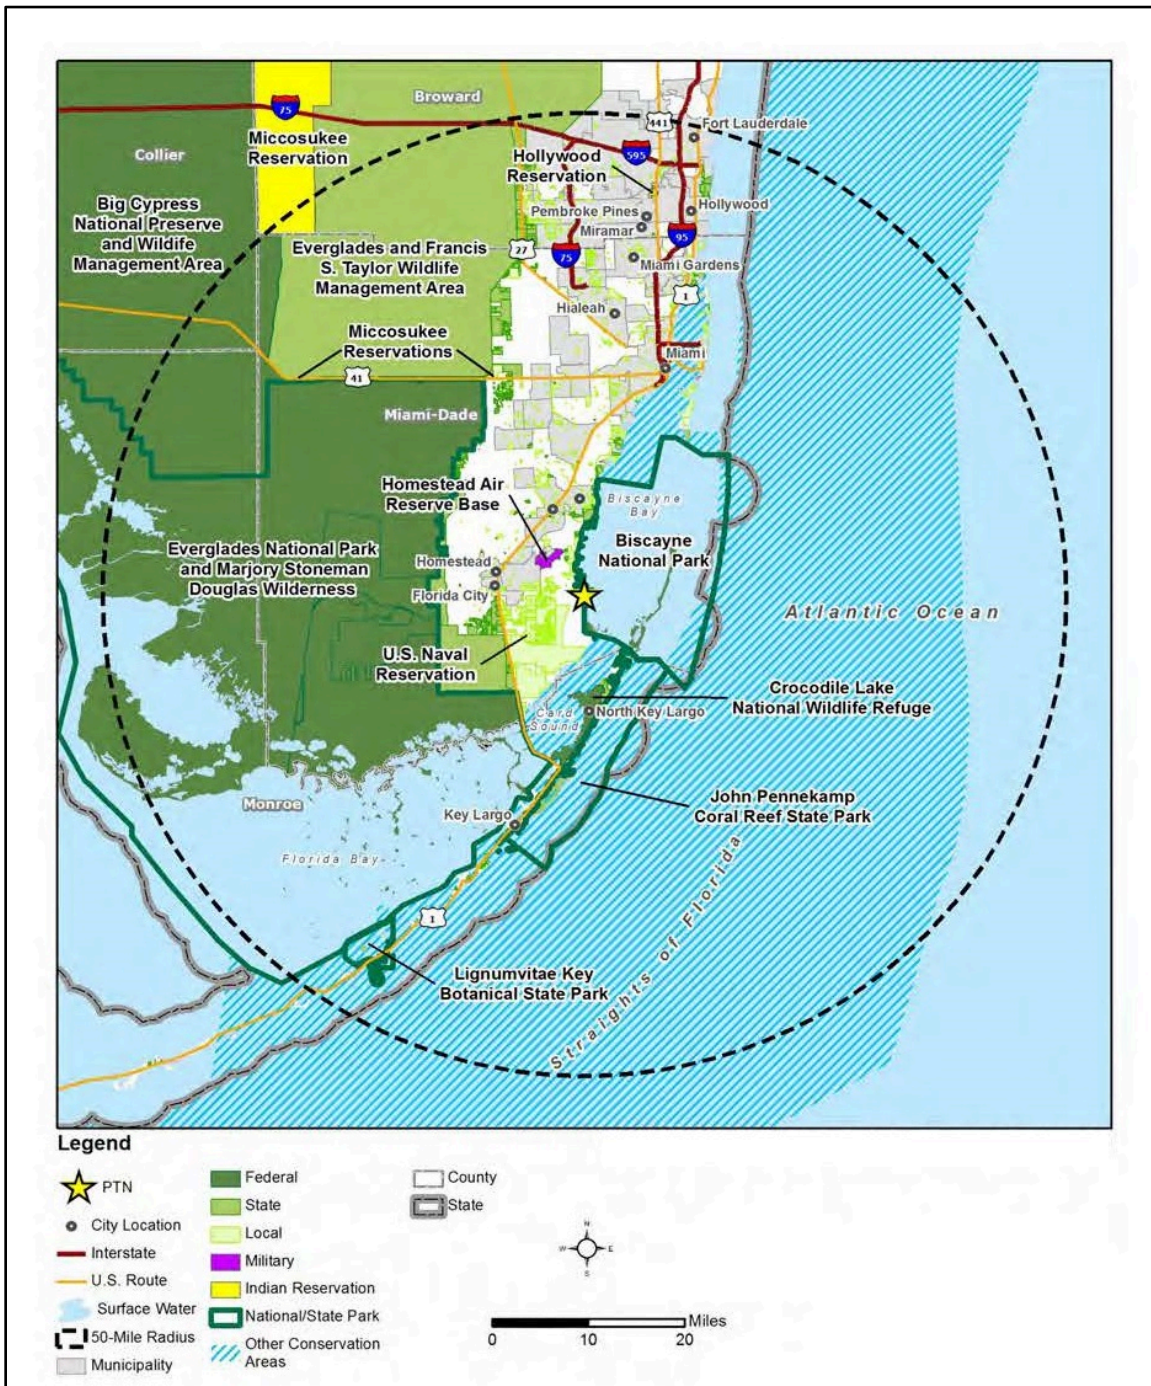 Broward
75
441
Fort Lauderdale
Miccosukee
Reservation
Collier
595
Hollywood
Reservation
Big Cypress
National Preserve
and Wildlife
Management Area
Pembroke Pines
Hollywood
Miramar
95
Everglades and Francis
S. Taylor Wildlife
Management Area
27
75
Miami Gardens
1
Hialeah
Miccosukee
Reservations
Miami
41
Miami-Dade
Homestead Air
Reserve Base
Biscayne
Bay
Biscayne
National Park
Everglades National Park
and Marjory Stoneman
Douglas Wilderness
Homestead
Florida City
Atlantic Ocean
U.S. Naval
Reservation
Crocodile Lake
National Wildlife Refuge
Card
Sound
North Key Largo
Monroe
John Pennekamp
Coral Reef State Park
Key Largo
Florida Bay
Straights of Florida
1
Lignumvitae Key
Botanical State Park
Legend
PTN
City Location
Interstate
U.S. Route
Surface Water
50-Mile Radius
Municipality
Federal
State
Local
Military
Indian Reservation
National/State Park
Other Conservation
Areas
County
State
N
W E
S
Miles
0 10 20